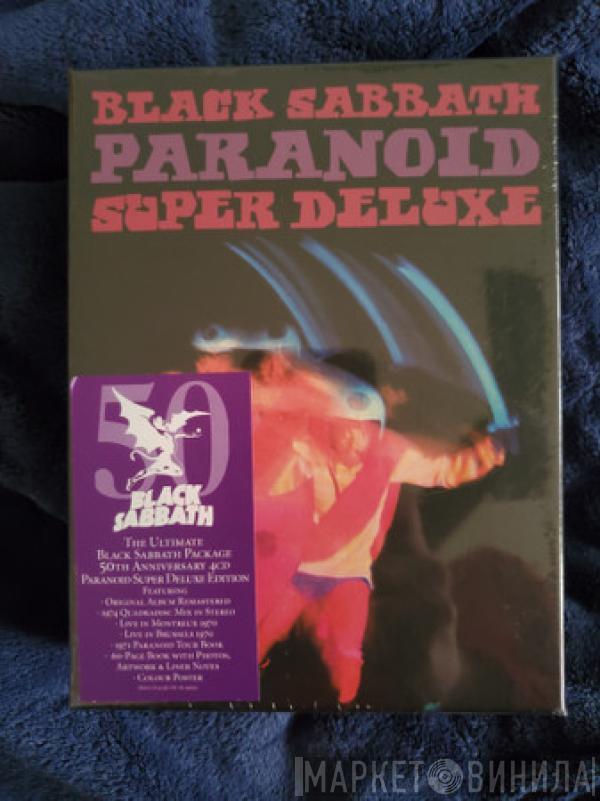 BLACK SABBATH
PARANOID
SUPER DELUXE
50
BLACK
SABBATH
THE ULTIMATE
BLACK SABBATH PACKAGE
50TH ANNIVERSARY 4CD
PARANOID SUPER DELUXE EDITION
FEATURING
· ORIGINAL ALBUM REMASTERED
· 1974 QUADRADISC MIX IN STEREO
· LIVE IN MONTREUX 1970
· LIVE IN BRUSSELS 1970
· 1971 PARANOID TOUR BOOK
· 60-PAGE BOOK WITH PHOTOS,
ARTWORK & LINER NOTES
· COLOUR POSTER
МАРКЕТ ВИНИЛА